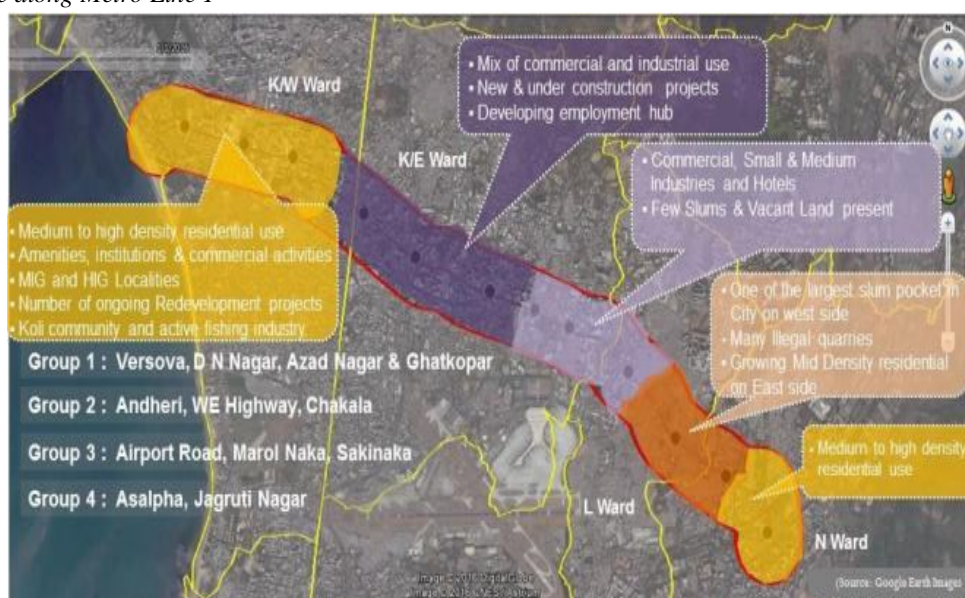 along Metro Line 1
K/W Ward
• Mix of commercial and industrial use
• New & under construction projects
• Developing employment hub
K/E Ward
• Commercial, Small & Medium
Industries and Hotels
• Few Slums & Vacant Land present
• Medium to high density residential use
• Amenities, institutions & commercial activities
• MIG and HIG Localities
• Number of ongoing Redevelopment projects
• Koli community and active fishing industry
• One of the largest slum pocket in
City on west side
• Many Illegal quarries
• Growing Mid Density residential
on East side
Group 1 : Versova, D N Nagar, Azad Nagar & Ghatkopar
Group 2 : Andheri, WE Highway, Chakala
Group 3 : Airport Road, Marol Naka, Sakinaka
Group 4 : Asalpha, Jagruti Nagar
• Medium to high density
residential use
L Ward
N Ward
(Source: Google Earth Images